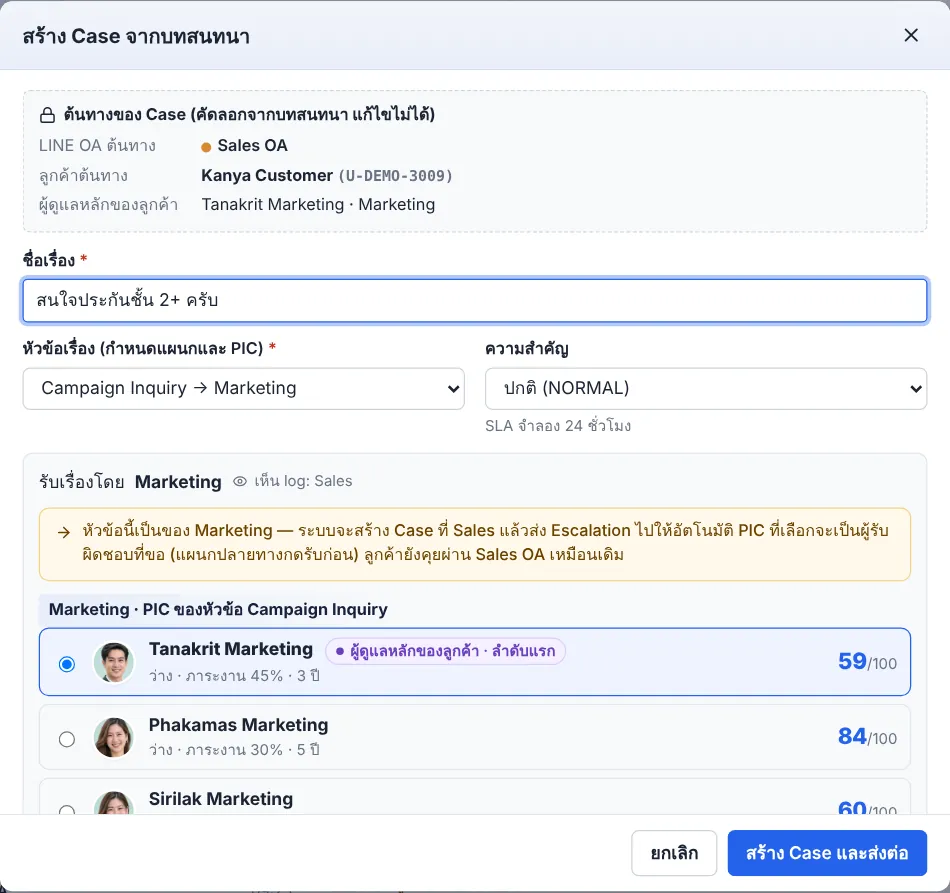 สร้าง Case จากบทสนทนา
ต้นทางของ Case (คัดลอกจากบทสนทนา แก้ไขไม่ได้)
LINE OA ต้นทาง Sales OA
ลูกค้าต้นทาง Kanya Customer (U-DEMO-3009)
ผู้ดูแลหลักของลูกค้า Tanakrit Marketing · Marketing
ชื่อเรื่อง *
สนใจประกันชั้น 2+ ครับ
หัวข้อเรื่อง (กำหนดแผนกและ PIC) * ความสำคัญ
Campaign Inquiry → Marketing ปกติ (NORMAL)
SLA จำลอง 24 ชั่วโมง
รับเรื่องโดย Marketing เห็น log: Sales
→ หัวข้อนี้เป็นของ Marketing — ระบบจะสร้าง Case ที่ Sales แล้วส่ง Escalation ไปให้อัตโนมัติ PIC ที่เลือกจะเป็นผู้รับ
ผิดชอบที่ขอ (แผนกปลายทางกดรับก่อน) ลูกค้ายังคุยผ่าน Sales OA เหมือนเดิม
Marketing · PIC ของหัวข้อ Campaign Inquiry
Tanakrit Marketing ผู้ดูแลหลักของลูกค้า · ลำดับแรก
ว่าง · ภาระงาน 45% · 3 ปี
59/100
Phakamas Marketing
ว่าง · ภาระงาน 30% · 5 ปี
84/100
Sirilak Marketing
60/100
ยกเลิก สร้าง Case และส่งต่อ